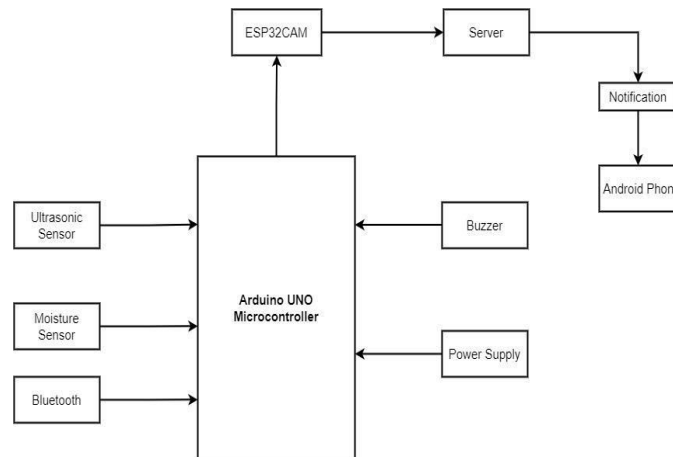 ESP32CAM
Server
Notification
Android Phon
Ultrasonic
Sensor
Buzzer
Arduino UNO
Microcontroller
Moisture
Sensor
Power Supply
Bluetooth